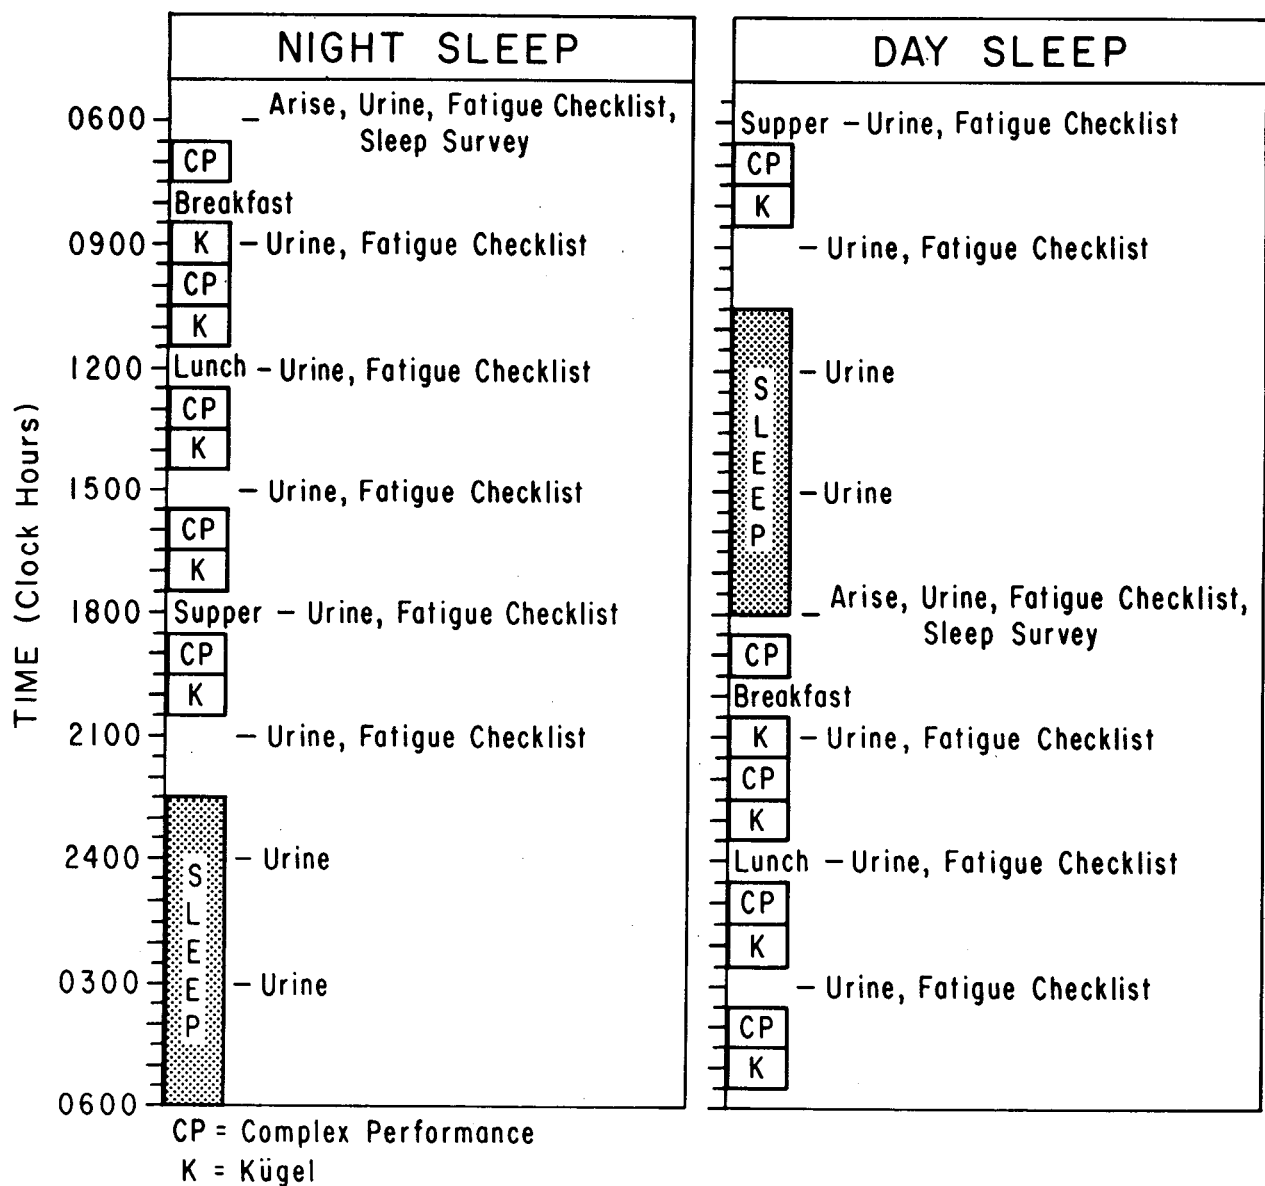 NIGHT SLEEP
0600
Arise, Urine, Fatigue Checklist,
Sleep Survey
CP
Breakfast
0900
K – Urine, Fatigue Checklist
CP
K
1200
Lunch – Urine, Fatigue Checklist
CP
K
1500
– Urine, Fatigue Checklist
CP
K
1800
Supper – Urine, Fatigue Checklist
CP
K
2100
– Urine, Fatigue Checklist
2400
– Urine
SLEEP
0300
– Urine
0600
TIME (Clock Hours)
DAY SLEEP
Supper – Urine, Fatigue Checklist
CP
K
– Urine, Fatigue Checklist
– Urine
SLEEP
– Urine
Arise, Urine, Fatigue Checklist,
Sleep Survey
CP
Breakfast
K – Urine, Fatigue Checklist
CP
K
Lunch – Urine, Fatigue Checklist
CP
K
– Urine, Fatigue Checklist
CP
K
CP = Complex Performance
K = Kügel